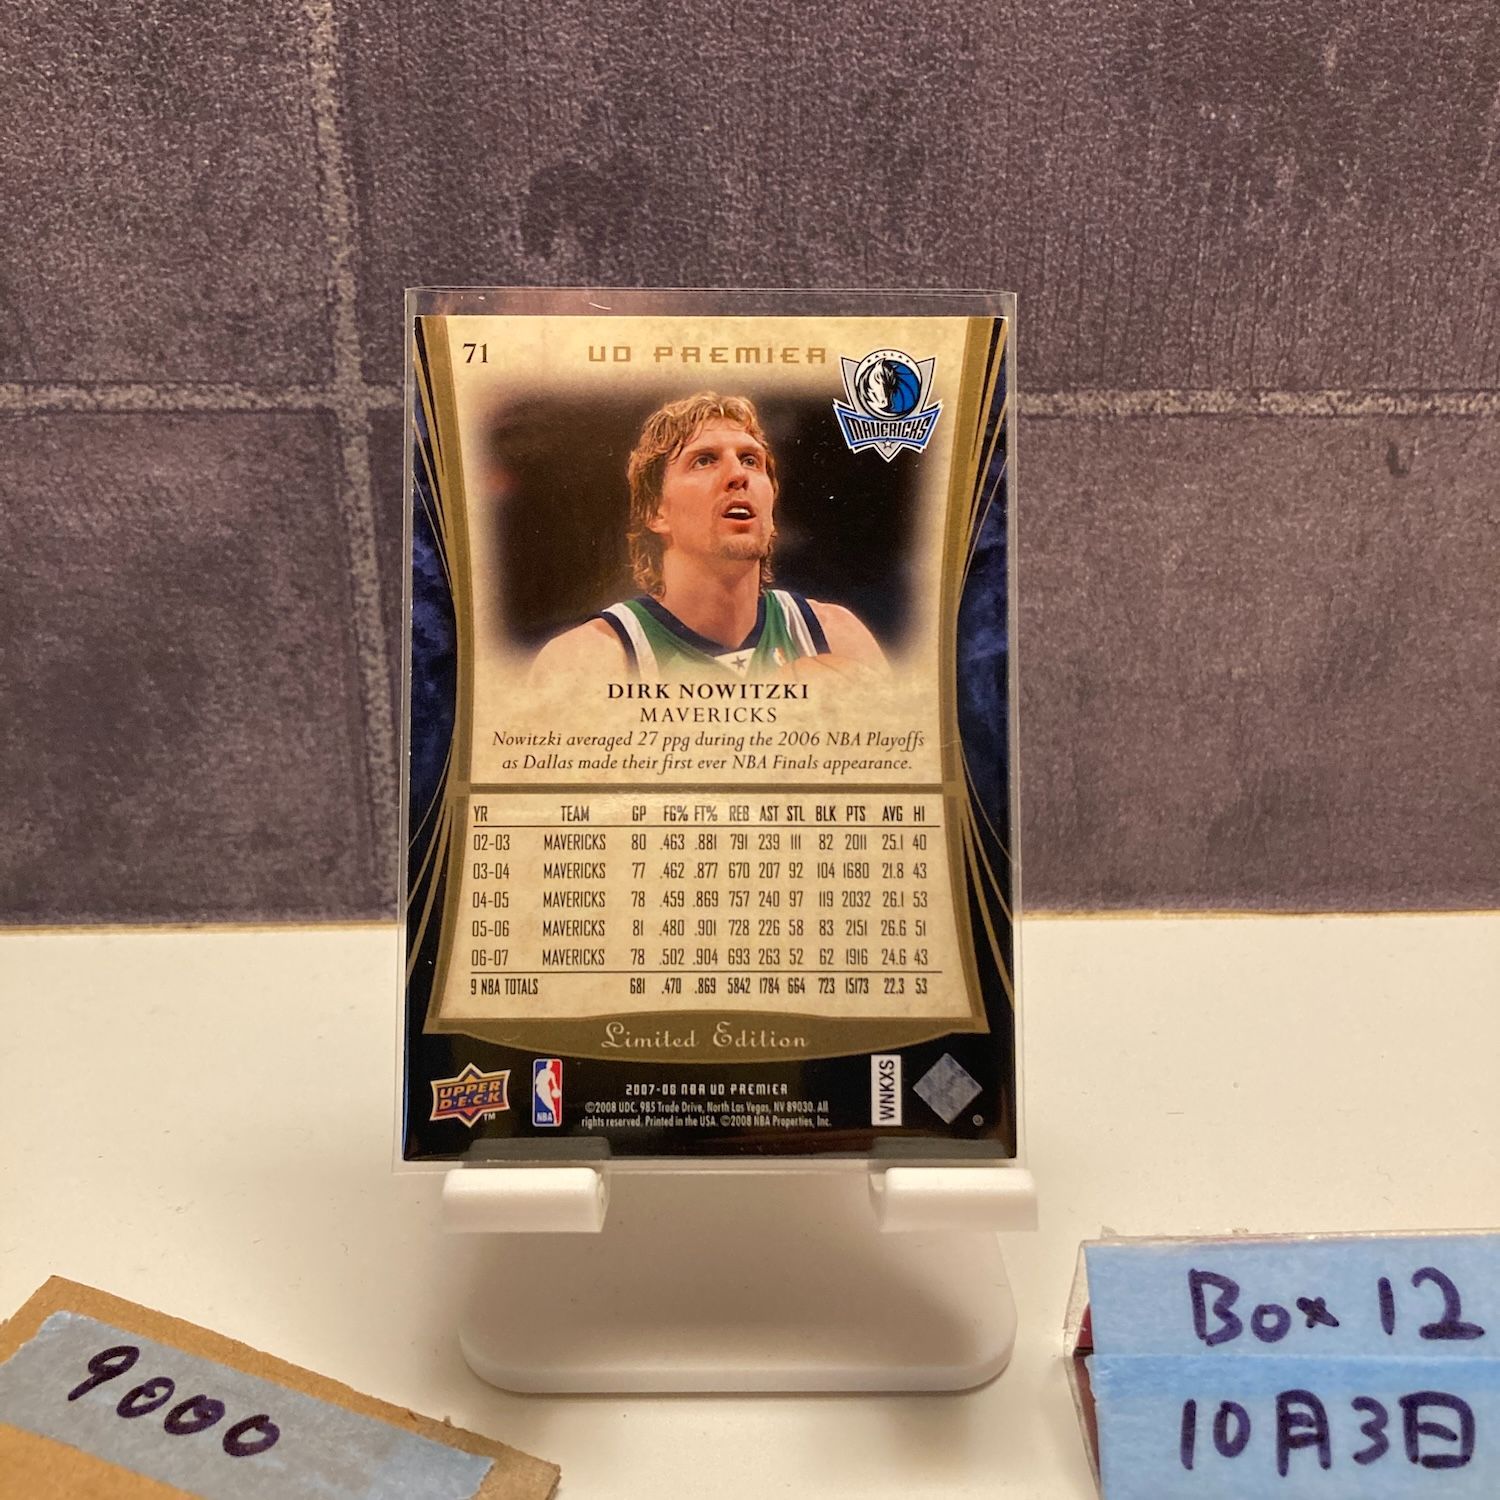 71
UD PREMIER
DALLAS
MAVERICKS
DIRK NOWITZKI
MAVERICKS
Nowitzki averaged 27 ppg during the 2006 NBA Playoffs
as Dallas made their first ever NBA Finals appearance.
YR TEAM GP FG% FT% REB AST STL BLK PTS AVG HI
02-03 MAVERICKS 80 .463 .881 791 239 111 82 2011 25.1 40
03-04 MAVERICKS 77 .462 .877 670 207 92 104 1680 21.8 43
04-05 MAVERICKS 78 .459 .869 757 240 97 119 2032 26.1 53
05-06 MAVERICKS 81 .480 .901 728 226 58 83 2151 26.6 51
06-07 MAVERICKS 78 .502 .904 693 263 52 62 1916 24.6 43
9 NBA TOTALS 681 .470 .869 5842 1784 664 723 15173 22.3 53
Limited Edition
UPPER
D·E·C·K
TM
NBA
2007-08 NBA UD PREMIER
©2008 UDC. 985 Trade Drive, North Las Vegas, NV 89030. All
rights reserved. Printed in the USA. ©2008 NBA Properties, Inc.
WNKXS
9000
Box 12
10月3日